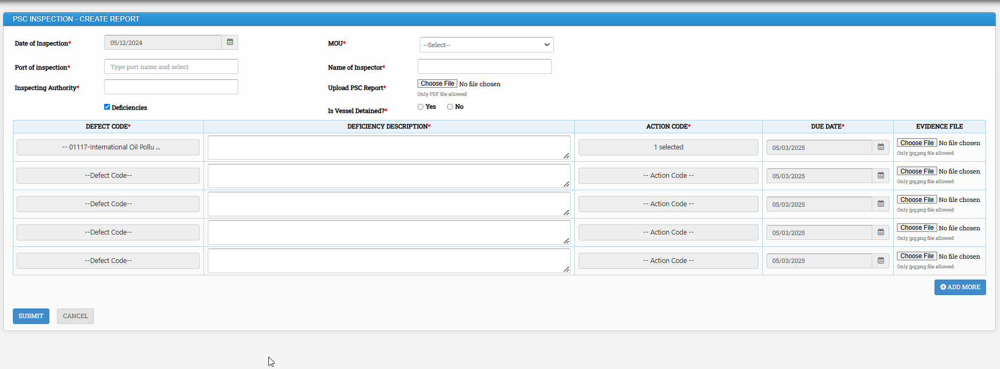 PSC INSPECTION - CREATE REPORT
Date of Inspection* 05/12/2024 MOU* --Select--
Port of inspection* Type port name and select Name of Inspector*
Inspecting Authority* Upload PSC Report* Choose File No file chosen
Only PDF file allowed
Deficiencies Is Vessel Detained?* Yes No
DEFECT CODE* DEFICIENCY DESCRIPTION* ACTION CODE* DUE DATE* EVIDENCE FILE
-- 01117-International Oil Pollu ... 1 selected 05/03/2025 Choose File No file chosen
Only jpg,png file allowed
--Defect Code-- -- Action Code -- 05/03/2025 Choose File No file chosen
Only jpg,png file allowed
--Defect Code-- -- Action Code -- 05/03/2025 Choose File No file chosen
Only jpg,png file allowed
--Defect Code-- -- Action Code -- 05/03/2025 Choose File No file chosen
Only jpg,png file allowed
--Defect Code-- -- Action Code -- 05/03/2025 Choose File No file chosen
Only jpg,png file allowed
ADD MORE
SUBMIT CANCEL